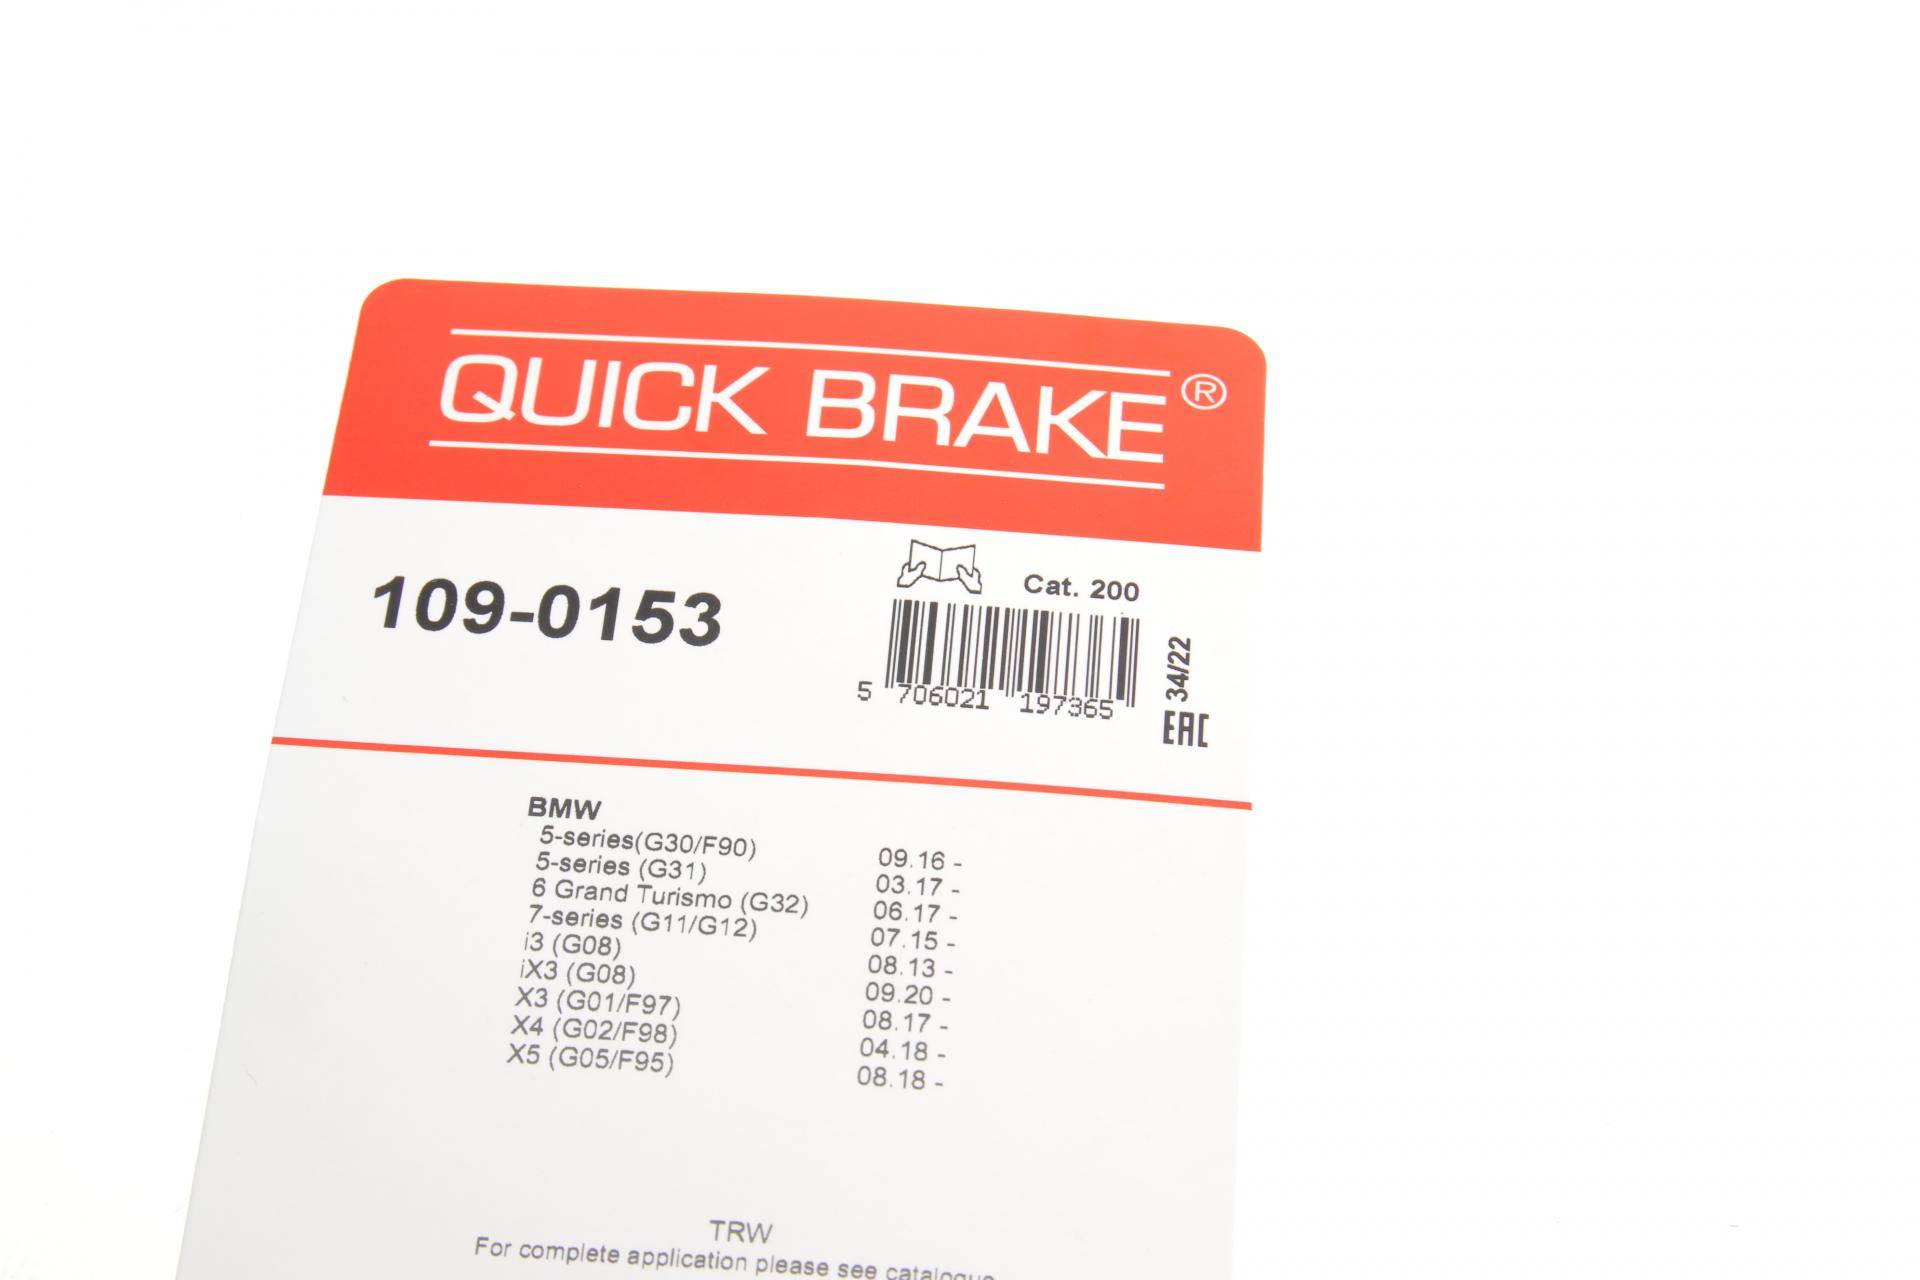 QUICK BRAKE®
109-0153
Cat. 200
5 706021 197365
34/22
EAC
BMW
5-series(G30/F90) 09.16 -
5-series (G31) 03.17 -
6 Grand Turismo (G32) 06.17 -
7-series (G11/G12) 07.15 -
i3 (G08) 08.13 -
iX3 (G08) 09.20 -
X3 (G01/F97) 08.17 -
X4 (G02/F98) 04.18 -
X5 (G05/F95) 08.18 -
TRW
For complete application please see catalogue